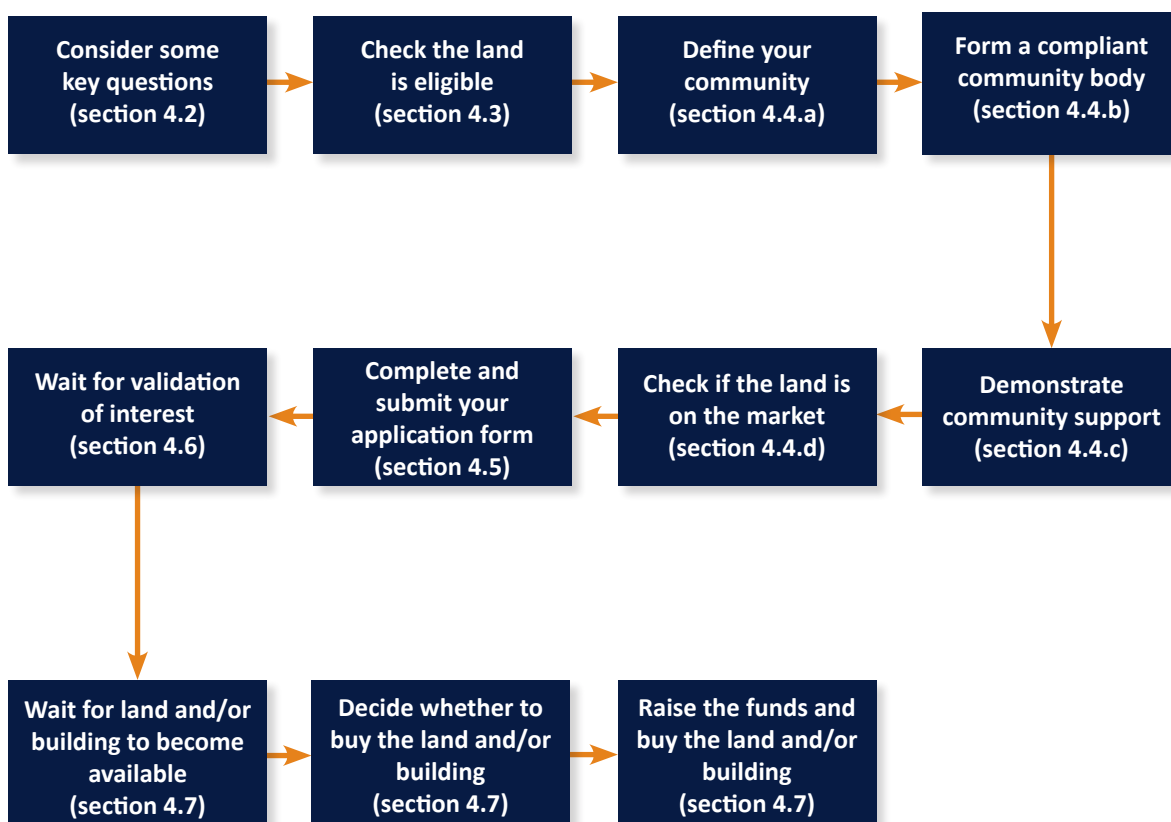 Consider some
key questions
(section 4.2)
Check the land
is eligible
(section 4.3)
Define your
community
(section 4.4.a)
Form a compliant
community body
(section 4.4.b)
Demonstrate
community support
(section 4.4.c)
Check if the land is
on the market
(section 4.4.d)
Complete and
submit your
application form
(section 4.5)
Wait for validation
of interest
(section 4.6)
Wait for land and/or
building to become
available
(section 4.7)
Decide whether to
buy the land and/or
building
(section 4.7)
Raise the funds and
buy the land and/or
building
(section 4.7)